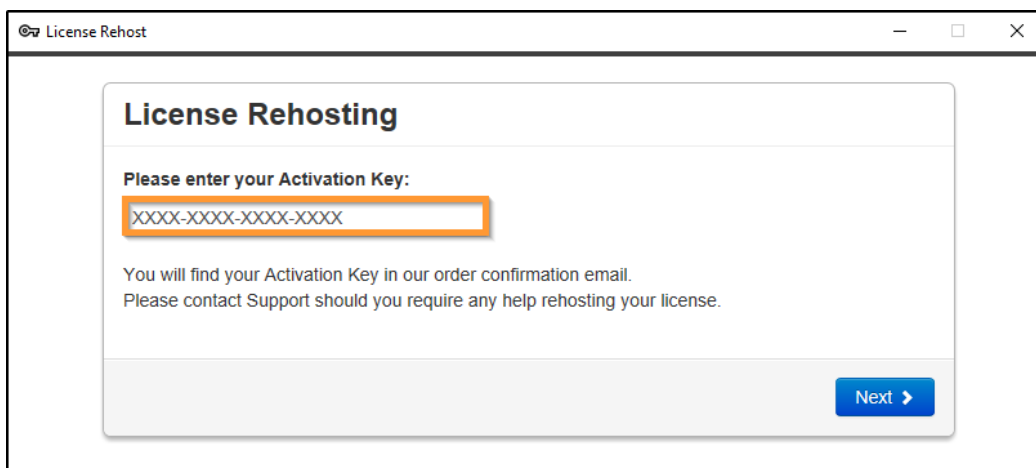 License Rehost
License Rehosting
Please enter your Activation Key:
XXXX-XXXX-XXXX-XXXX
You will find your Activation Key in our order confirmation email.
Please contact Support should you require any help rehosting your license.
Next